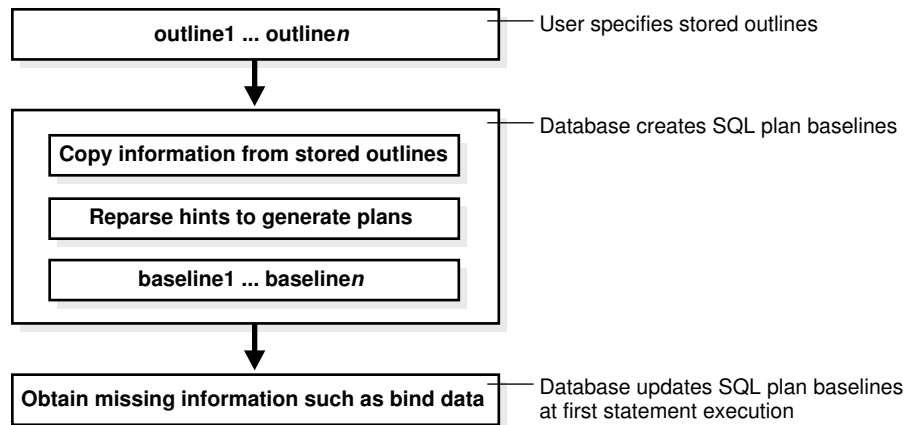 outline1 ... outlinen
User specifies stored outlines
Database creates SQL plan baselines
Copy information from stored outlines
Reparse hints to generate plans
baseline1 ... baselinen
Obtain missing information such as bind data
Database updates SQL plan baselines
at first statement execution